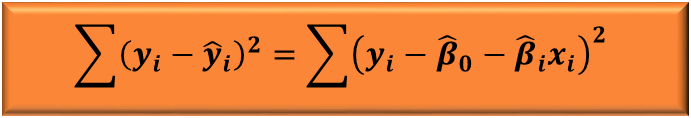 ∑(yᵢ − ŷᵢ)² = ∑(yᵢ − β̂₀ − β̂ᵢxᵢ)²